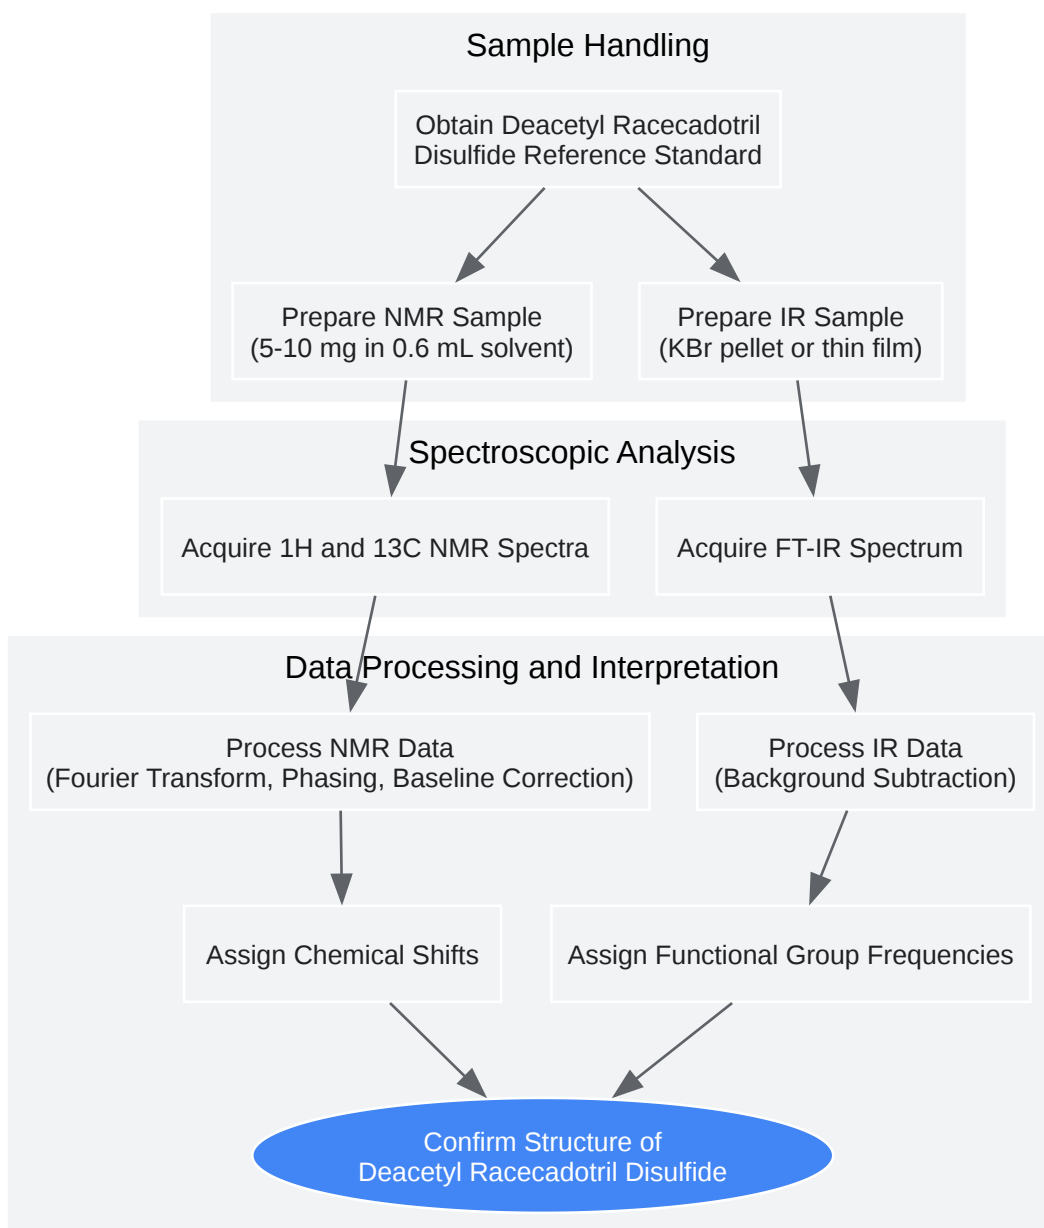 Sample Handling
Obtain Deacetyl Racecadotril
Disulfide Reference Standard
Prepare NMR Sample
(5-10 mg in 0.6 mL solvent)
Prepare IR Sample
(KBr pellet or thin film)
Spectroscopic Analysis
Acquire 1H and 13C NMR Spectra
Acquire FT-IR Spectrum
Data Processing and Interpretation
Process NMR Data
(Fourier Transform, Phasing, Baseline Correction)
Process IR Data
(Background Subtraction)
Assign Chemical Shifts
Assign Functional Group Frequencies
Confirm Structure of
Deacetyl Racecadotril Disulfide